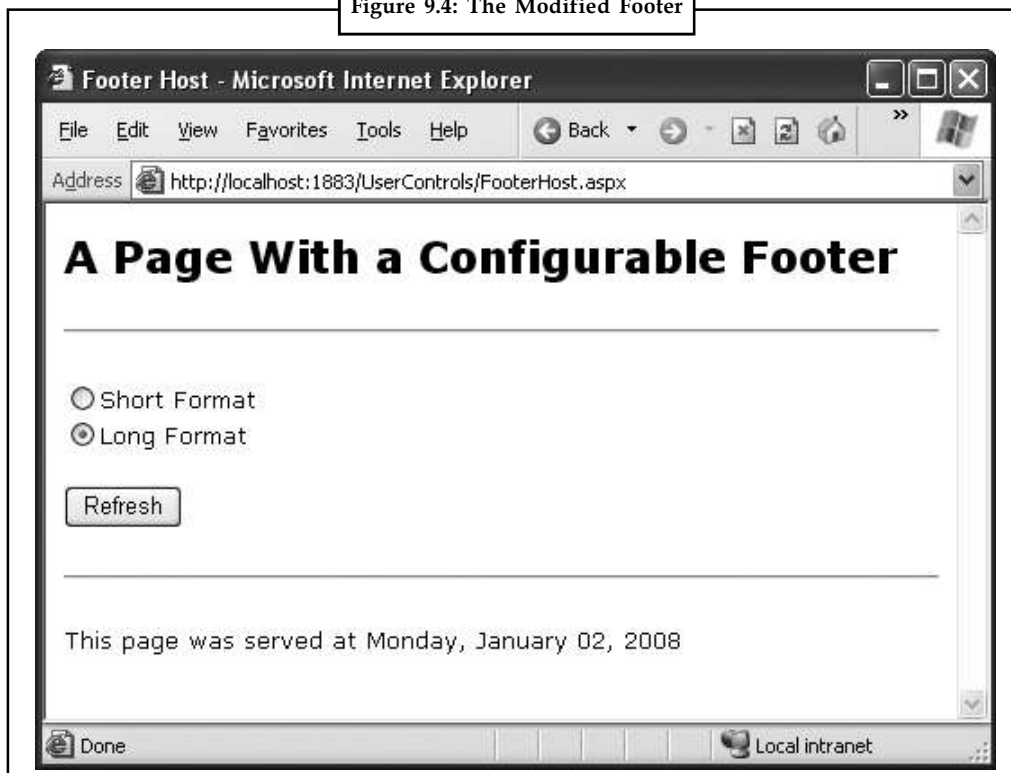 Figure 9.4: The Modified Footer
Footer Host - Microsoft Internet Explorer
File Edit View Favorites Tools Help Back »
Address http://localhost:1883/UserControls/FooterHost.aspx
A Page With a Configurable Footer
Short Format
Long Format
Refresh
This page was served at Monday, January 02, 2008
Done Local intranet